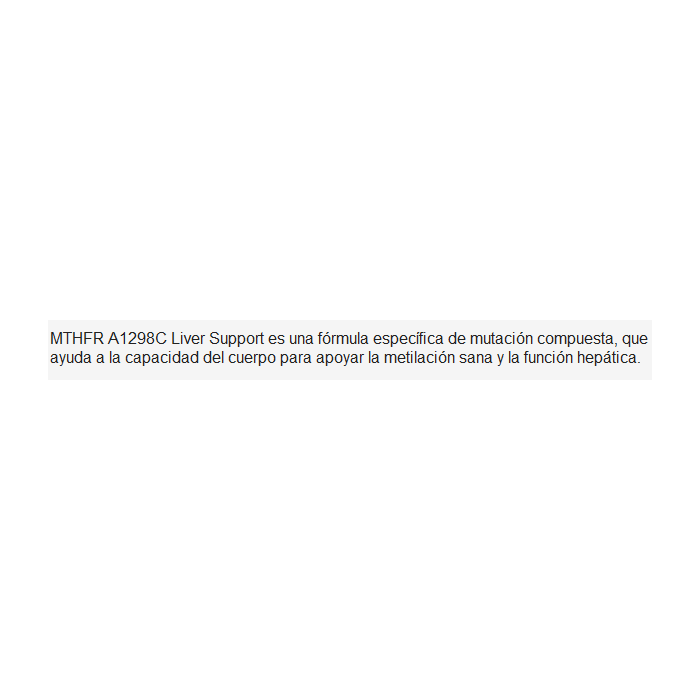 MTHFR A1298C Liver Support es una fórmula específica de mutación compuesta, que
ayuda a la capacidad del cuerpo para apoyar la metilación sana y la función hepática.